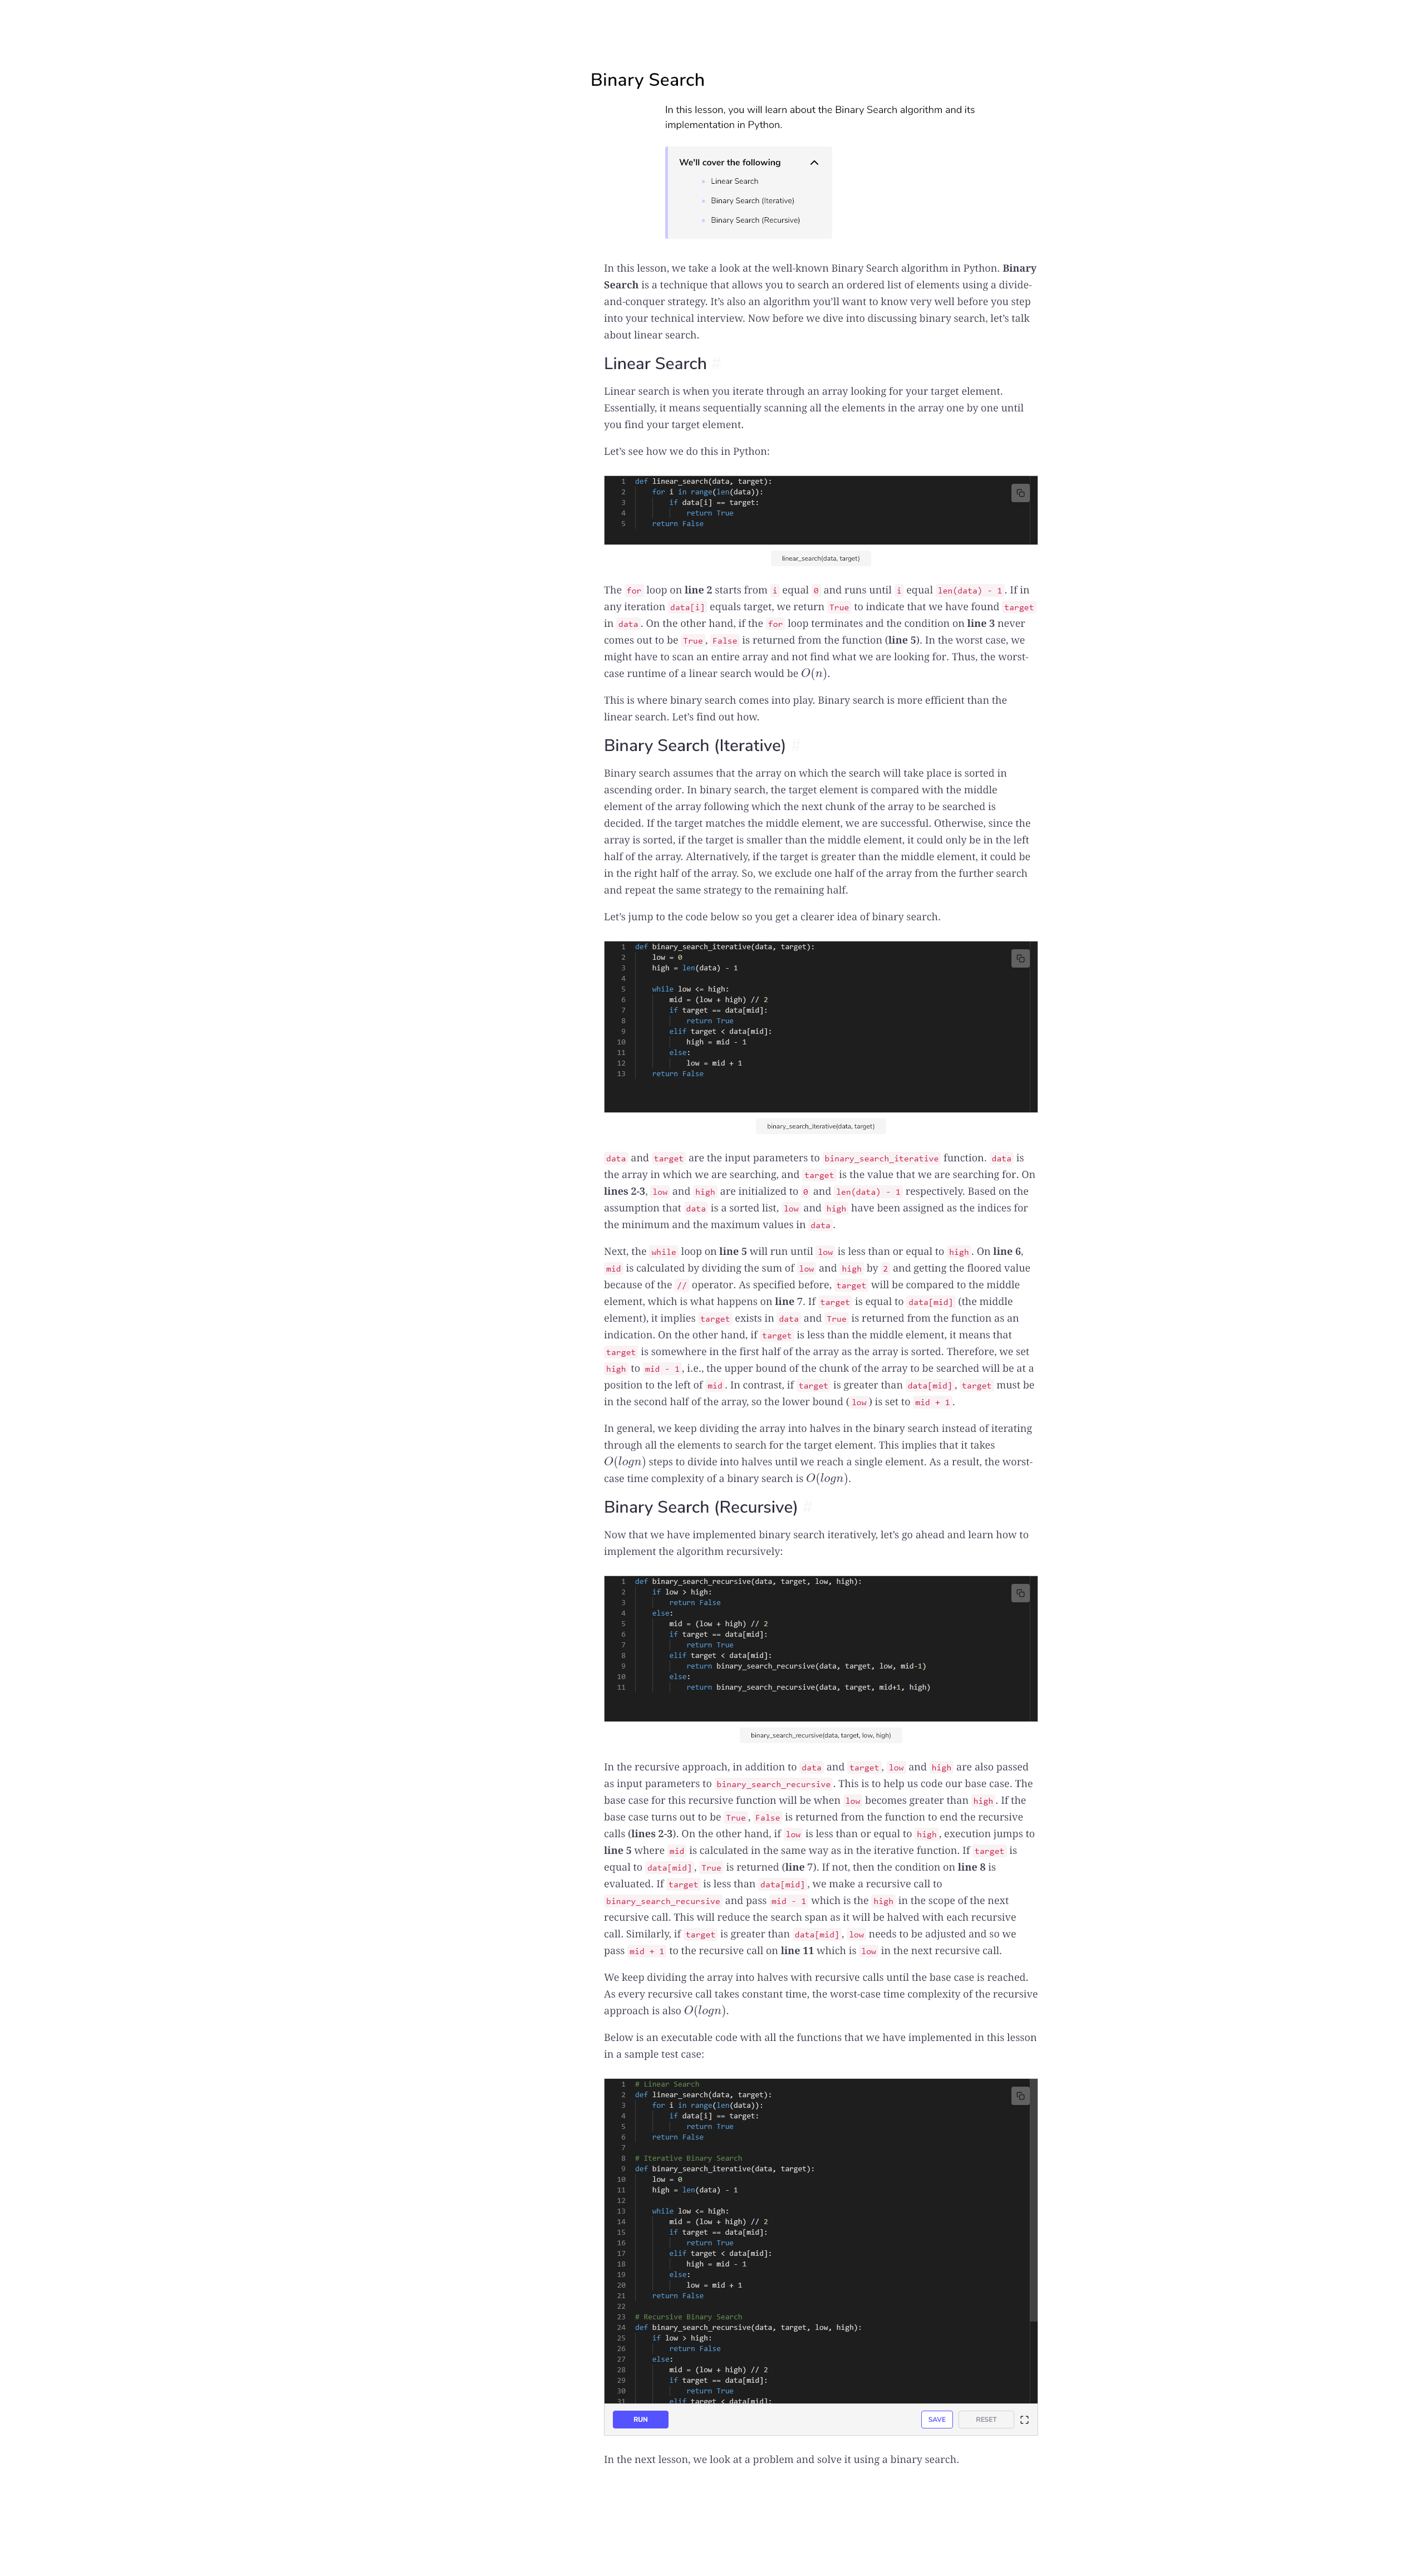 Binary Search
In this lesson, you will learn about the Binary Search algorithm and its
implementation in Python.
We'll cover the following
Linear Search
Binary Search (Iterative)
Binary Search (Recursive)
In this lesson, we take a look at the well-known Binary Search algorithm in Python. Binary
Search is a technique that allows you to search an ordered list of elements using a divide-
and-conquer strategy. It's also an algorithm you'll want to know very well before you step
into your technical interview. Now before we dive into discussing binary search, let's talk
about linear search.
Linear Search #
Linear search is when you iterate through an array looking for your target element.
Essentially, it means sequentially scanning all the elements in the array one by one until
you find your target element.
Let's see how we do this in Python:
1 def linear_search(data, target):
2     for i in range(len(data)):
3         if data[i] == target:
4             return True
5     return False
linear_search(data, target)
The for loop on line 2 starts from i equal 0 and runs until i equal len(data) - 1. If in
any iteration data[i] equals target, we return True to indicate that we have found target
in data. On the other hand, if the for loop terminates and the condition on line 3 never
comes out to be True, False is returned from the function (line 5). In the worst case, we
might have to scan an entire array and not find what we are looking for. Thus, the worst-
case runtime of a linear search would be O(n).
This is where binary search comes into play. Binary search is more efficient than the
linear search. Let's find out how.
Binary Search (Iterative) #
Binary search assumes that the array on which the search will take place is sorted in
ascending order. In binary search, the target element is compared with the middle
element of the array following which the next chunk of the array to be searched is
decided. If the target matches the middle element, we are successful. Otherwise, since the
array is sorted, if the target is smaller than the middle element, it could only be in the left
half of the array. Alternatively, if the target is greater than the middle element, it could be
in the right half of the array. So, we exclude one half of the array from the further search
and repeat the same strategy to the remaining half.
Let's jump to the code below so you get a clearer idea of binary search.
1 def binary_search_iterative(data, target):
2     low = 0
3     high = len(data) - 1
4
5     while low <= high:
6         mid = (low + high) // 2
7         if target == data[mid]:
8             return True
9         elif target < data[mid]:
10             high = mid - 1
11         else:
12             low = mid + 1
13     return False
binary_search_iterative(data, target)
data and target are the input parameters to binary_search_iterative function. data is
the array in which we are searching, and target is the value that we are searching for. On
lines 2-3, low and high are initialized to 0 and len(data) - 1 respectively. Based on the
assumption that data is a sorted list, low and high have been assigned as the indices for
the minimum and the maximum values in data.
Next, the while loop on line 5 will run until low is less than or equal to high. On line 6,
mid is calculated by dividing the sum of low and high by 2 and getting the floored value
because of the // operator. As specified before, target will be compared to the middle
element, which is what happens on line 7. If target is equal to data[mid] (the middle
element), it implies target exists in data and True is returned from the function as an
indication. On the other hand, if target is less than the middle element, it means that
target is somewhere in the first half of the array as the array is sorted. Therefore, we set
high to mid - 1, i.e., the upper bound of the chunk of the array to be searched will be at a
position to the left of mid. In contrast, if target is greater than data[mid], target must be
in the second half of the array, so the lower bound (low) is set to mid + 1.
In general, we keep dividing the array into halves in the binary search instead of iterating
through all the elements to search for the target element. This implies that it takes
O(logn) steps to divide into halves until we reach a single element. As a result, the worst-
case time complexity of a binary search is O(logn).
Binary Search (Recursive) #
Now that we have implemented binary search iteratively, let's go ahead and learn how to
implement the algorithm recursively:
1 def binary_search_recursive(data, target, low, high):
2     if low > high:
3         return False
4     else:
5         mid = (low + high) // 2
6         if target == data[mid]:
7             return True
8         elif target < data[mid]:
9             return binary_search_recursive(data, target, low, mid-1)
10         else:
11             return binary_search_recursive(data, target, mid+1, high)
binary_search_recursive(data, target, low, high)
In the recursive approach, in addition to data and target, low and high are also passed
as input parameters to binary_search_recursive. This is to help us code our base case. The
base case for this recursive function will be when low becomes greater than high. If the
base case turns out to be True, False is returned from the function to end the recursive
calls (lines 2-3). On the other hand, if low is less than or equal to high, execution jumps to
line 5 where mid is calculated in the same way as in the iterative function. If target is
equal to data[mid], True is returned (line 7). If not, then the condition on line 8 is
evaluated. If target is less than data[mid], we make a recursive call to
binary_search_recursive and pass mid - 1 which is the high in the scope of the next
recursive call. This will reduce the search span as it will be halved with each recursive
call. Similarly, if target is greater than data[mid], low needs to be adjusted and so we
pass mid + 1 to the recursive call on line 11 which is low in the next recursive call.
We keep dividing the array into halves with recursive calls until the base case is reached.
As every recursive call takes constant time, the worst-case time complexity of the recursive
approach is also O(logn).
Below is an executable code with all the functions that we have implemented in this lesson
in a sample test case:
1 # Linear Search
2 def linear_search(data, target):
3     for i in range(len(data)):
4         if data[i] == target:
5             return True
6     return False
7
8 # Iterative Binary Search
9 def binary_search_iterative(data, target):
10     low = 0
11     high = len(data) - 1
12
13     while low <= high:
14         mid = (low + high) // 2
15         if target == data[mid]:
16             return True
17         elif target < data[mid]:
18             high = mid - 1
19         else:
20             low = mid + 1
21     return False
22
23 # Recursive Binary Search
24 def binary_search_recursive(data, target, low, high):
25     if low > high:
26         return False
27     else:
28         mid = (low + high) // 2
29         if target == data[mid]:
30             return True
31         elif target < data[mid]:
RUN SAVE RESET
In the next lesson, we look at a problem and solve it using a binary search.